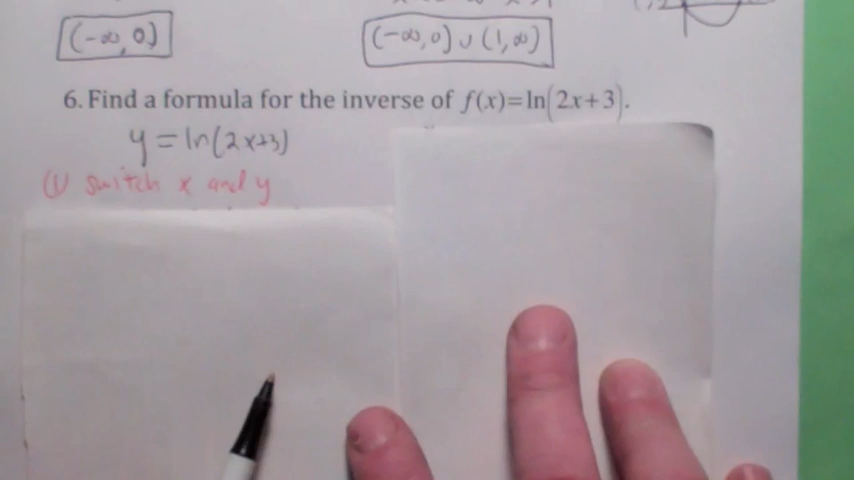 (-∞, 0)
(-∞, 0) ∪ (1, ∞)
6. Find a formula for the inverse of f(x)=ln(2x+3).
y = ln(2x+3)
(1) switch x and y